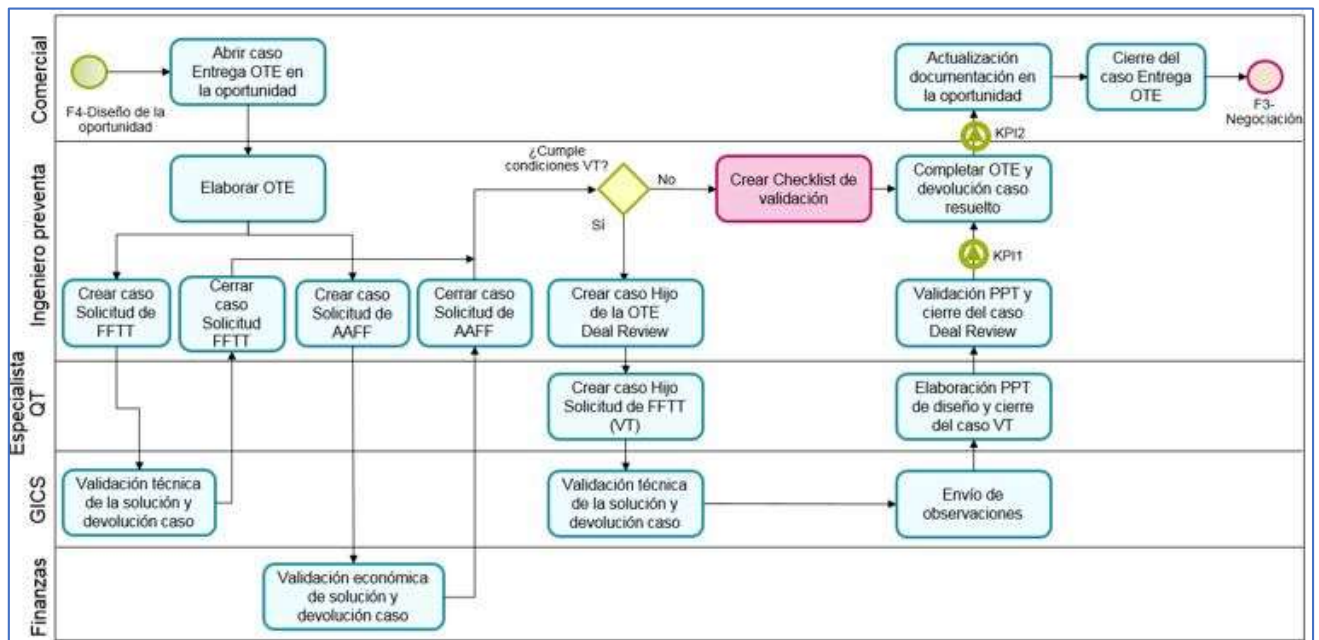 Comercial
F4-Diseño de la
oportunidad
Abrir caso
Entrega OTE en
la oportunidad
Actualización
documentación en
la oportunidad
Cierre del
caso Entrega
OTE
F3-
Negociación
KPI2
Ingeniero preventa
Elaborar OTE
¿Cumple
condiciones VT?
No
Sí
Crear Checklist de
validación
Completar OTE y
devolución caso
resuelto
KPI1
Crear caso
Solicitud de
FFTT
Cerrar
caso
Solicitud
FFTT
Crear caso
Solicitud de
AAFF
Cerrar caso
Solicitud de
AAFF
Crear caso Hijo
de la OTE
Deal Review
Validación PPT y
cierre del caso
Deal Review
Especialista
QT
Crear caso Hijo
Solicitud de FFTT
(VT)
Elaboración PPT
de diseño y cierre
del caso VT
GICS
Validación técnica
de la solución y
devolución caso
Validación técnica
de la solución y
devolución caso
Envío de
observaciones
Finanzas
Validación económica
de solución y
devolución caso